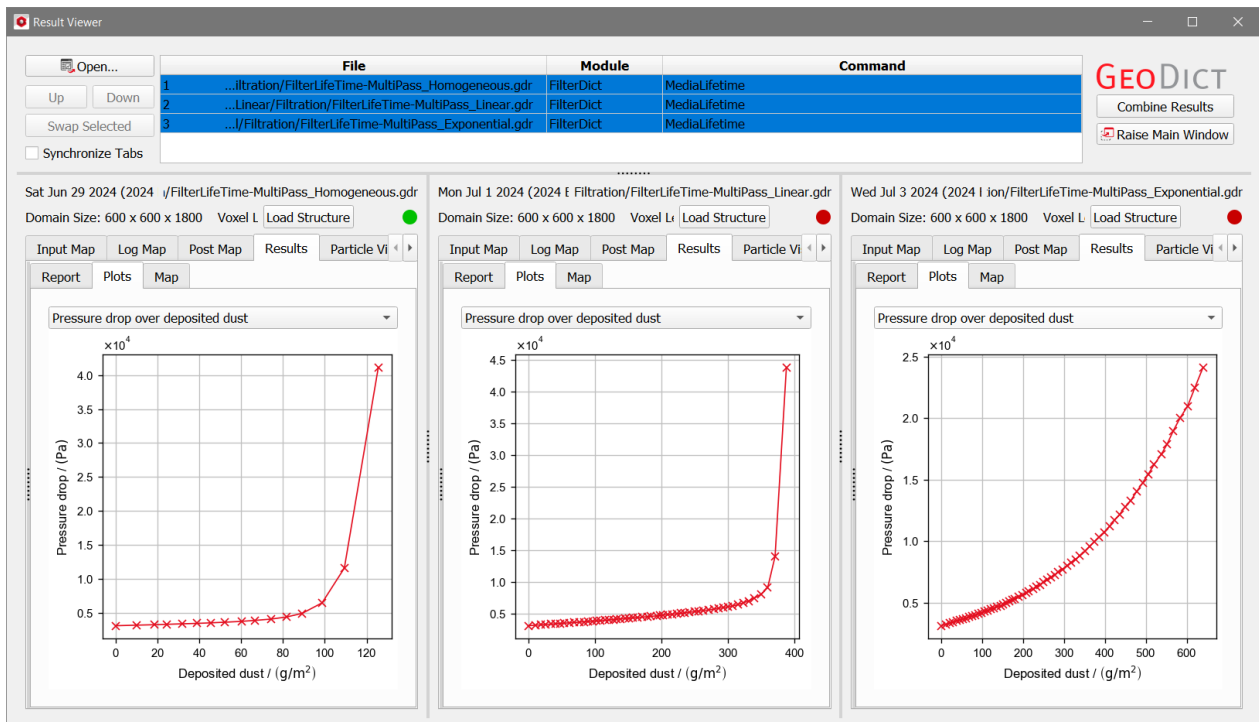 Result Viewer
Open...
Up Down
Swap Selected
Synchronize Tabs
File Module Command
1 ...iltration/FilterLifeTime-MultiPass_Homogeneous.gdr FilterDict MediaLifetime
2 ...Linear/Filtration/FilterLifeTime-MultiPass_Linear.gdr FilterDict MediaLifetime
3 ...l/Filtration/FilterLifeTime-MultiPass_Exponential.gdr FilterDict MediaLifetime
GEODICT
Combine Results
Raise Main Window
Sat Jun 29 2024 (2024 /FilterLifeTime-MultiPass_Homogeneous.gdr
Domain Size: 600 x 600 x 1800 Voxel L Load Structure
Input Map Log Map Post Map Results Particle Vi
Report Plots Map
Pressure drop over deposited dust
×10⁴
4.0
3.5
3.0
2.5
2.0
1.5
1.0
0.5
Pressure drop / (Pa)
0 20 40 60 80 100 120
Deposited dust / (g/m²)
Mon Jul 1 2024 (2024 Filtration/FilterLifeTime-MultiPass_Linear.gdr
Domain Size: 600 x 600 x 1800 Voxel Le Load Structure
Input Map Log Map Post Map Results Particle Vi
Report Plots Map
Pressure drop over deposited dust
×10⁴
4.5
4.0
3.5
3.0
2.5
2.0
1.5
1.0
0.5
Pressure drop / (Pa)
0 100 200 300 400
Deposited dust / (g/m²)
Wed Jul 3 2024 (2024 ion/FilterLifeTime-MultiPass_Exponential.gdr
Domain Size: 600 x 600 x 1800 Voxel L Load Structure
Input Map Log Map Post Map Results Particle Vi
Report Plots Map
Pressure drop over deposited dust
×10⁴
2.5
2.0
1.5
1.0
0.5
Pressure drop / (Pa)
0 100 200 300 400 500 600
Deposited dust / (g/m²)